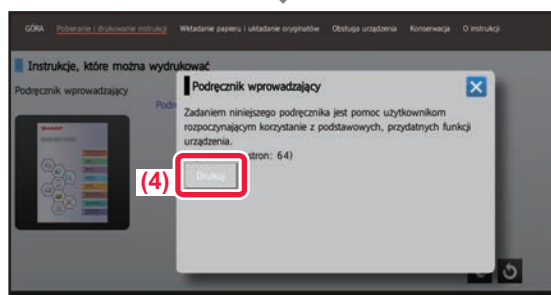 GÓRA Pobieranie i drukowanie instrukcji Wkładanie papieru i układanie oryginałów Obsługa urządzenia Konserwacja O instrukcji
Instrukcje, które można wydrukować
Podręcznik wprowadzający
Podręcznik wprowadzający
Zadaniem niniejszego podręcznika jest pomoc użytkownikom
rozpoczynającym korzystanie z podstawowych, przydatnych funkcji
urządzenia.
stron: 64)
(4)
Drukuj
SHARP